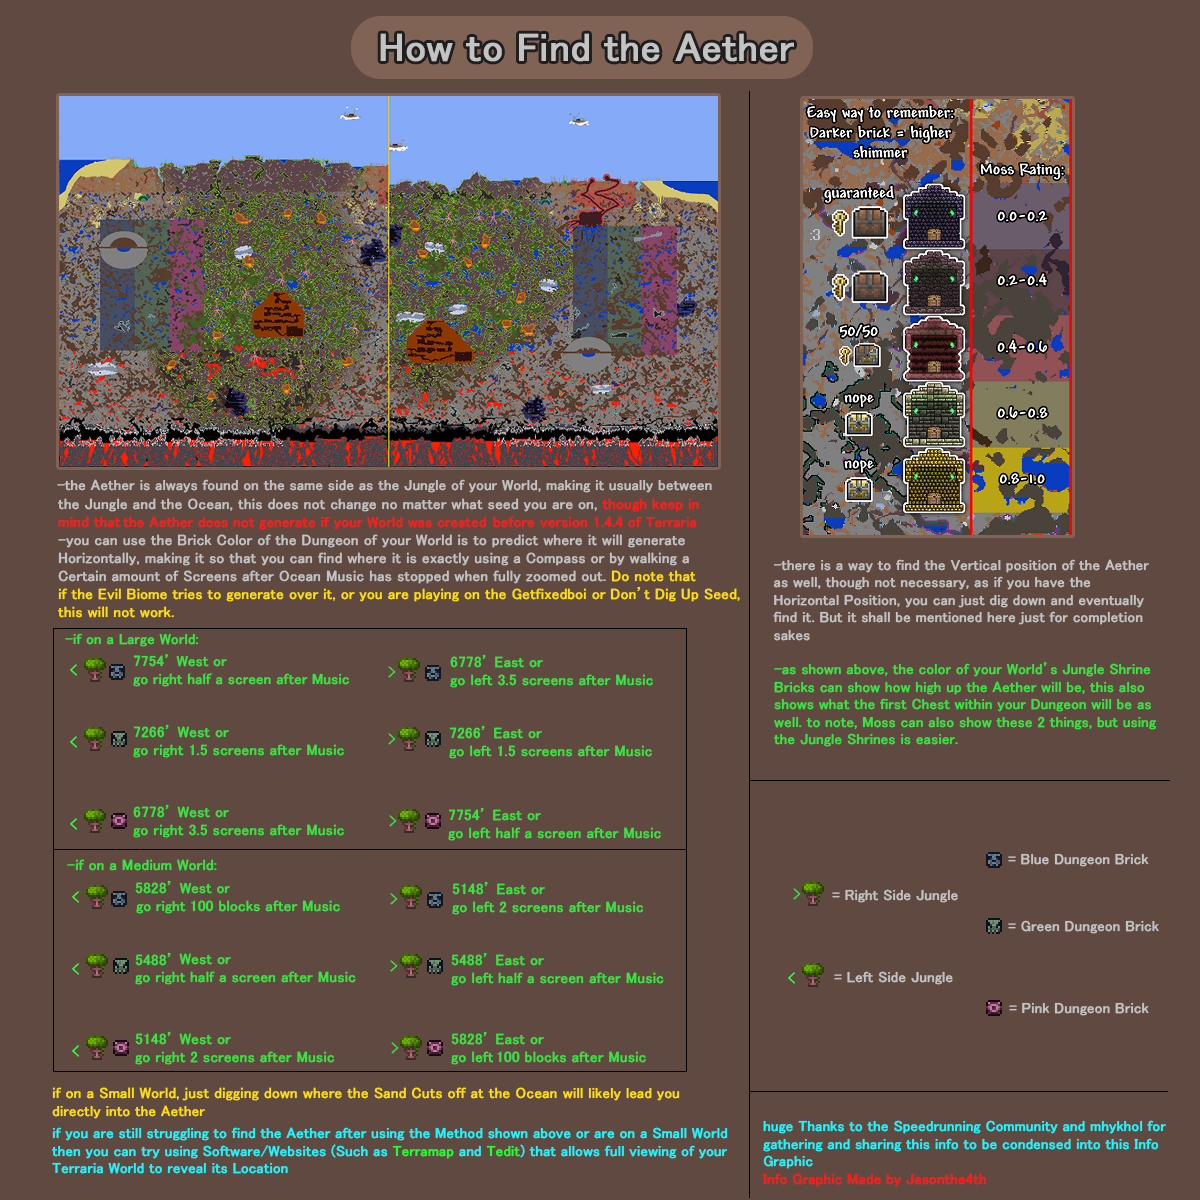 How to Find the Aether
-the Aether is always found on the same side as the Jungle of your World, making it usually between
the Jungle and the Ocean, this does not change no matter what seed you are on, though keep in
mind that the Aether does not generate if your World was created before version 1.4.4 of Terraria
-you can use the Brick Color of the Dungeon of your World is to predict where it will generate
Horizontally, making it so that you can find where it is exactly using a Compass or by walking a
Certain amount of Screens after Ocean Music has stopped when fully zoomed out. Do note that
if the Evil Biome tries to generate over it, or you are playing on the Getfixedboi or Don't Dig Up Seed,
this will not work.
-if on a Large World:
< 7754' West or
go right half a screen after Music
> 6778' East or
go left 3.5 screens after Music
< 7266' West or
go right 1.5 screens after Music
> 7266' East or
go left 1.5 screens after Music
< 6778' West or
go right 3.5 screens after Music
> 7754' East or
go left half a screen after Music
-if on a Medium World:
< 5828' West or
go right 100 blocks after Music
> 5148' East or
go left 2 screens after Music
< 5488' West or
go right half a screen after Music
> 5488' East or
go left half a screen after Music
< 5148' West or
go right 2 screens after Music
> 5828' East or
go left 100 blocks after Music
if on a Small World, just digging down where the Sand Cuts off at the Ocean will likely lead you
directly into the Aether
if you are still struggling to find the Aether after using the Method shown above or are on a Small World
then you can try using Software/Websites (Such as Terramap and Tedit) that allows full viewing of your
Terraria World to reveal its Location
Easy way to remember:
Darker brick = higher
shimmer
Moss Rating:
guaranteed
0.0-0.2
:3
0.2-0.4
50/50
0.4-0.6
nope
0.6-0.8
nope
0.8-1.0
-there is a way to find the Vertical position of the Aether
as well, though not necessary, as if you have the
Horizontal Position, you can just dig down and eventually
find it. But it shall be mentioned here just for completion
sakes
-as shown above, the color of your World's Jungle Shrine
Bricks can show how high up the Aether will be, this also
shows what the first Chest within your Dungeon will be as
well. to note, Moss can also show these 2 things, but using
the Jungle Shrines is easier.
= Blue Dungeon Brick
> = Right Side Jungle
= Green Dungeon Brick
< = Left Side Jungle
= Pink Dungeon Brick
huge Thanks to the Speedrunning Community and mhykhol for
gathering and sharing this info to be condensed into this Info
Graphic
Info Graphic Made by Jasonthe4th